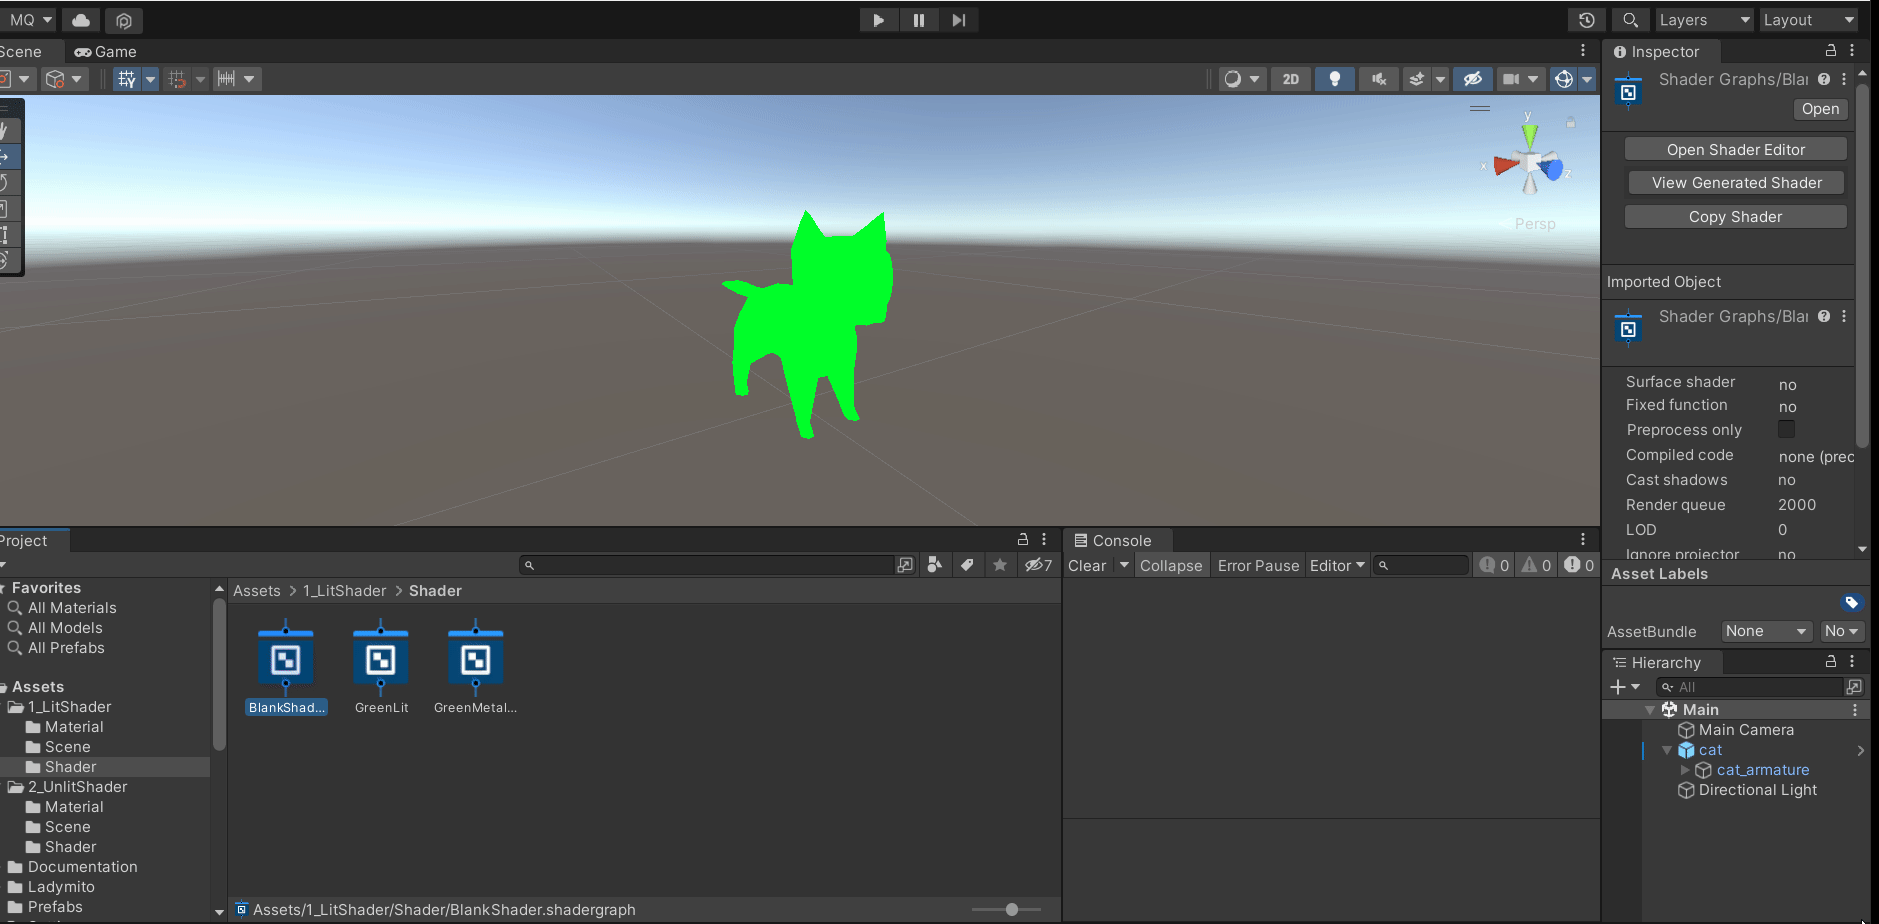 MQ
Layers
Layout
Scene
Game
2D
y
x
z
Persp
Inspector
Shader Graphs/Bla
Open
Open Shader Editor
View Generated Shader
Copy Shader
Imported Object
Shader Graphs/Bla
Surface shader no
Fixed function no
Preprocess only
Compiled code none (prec
Cast shadows no
Render queue 2000
LOD 0
Ignore projector no
Asset Labels
AssetBundle None No
Project
7
Favorites
All Materials
All Models
All Prefabs
Assets
1_LitShader
Material
Scene
Shader
2_UnlitShader
Material
Scene
Shader
Documentation
Ladymito
Prefabs
Assets > 1_LitShader > Shader
BlankShad...
GreenLit
GreenMetal...
Assets/1_LitShader/Shader/BlankShader.shadergraph
Console
Clear Collapse Error Pause Editor 0 0 0
Hierarchy
All
Main
Main Camera
cat
cat_armature
Directional Light